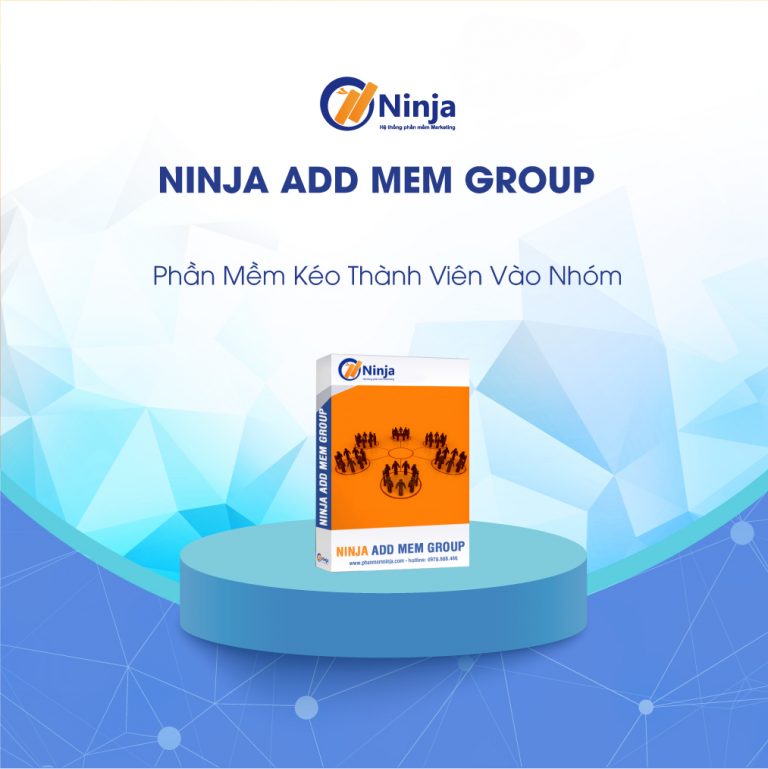 Ninja
Hệ thống phần mềm Marketing
NINJA ADD MEM GROUP
Phần Mềm Kéo Thành Viên Vào Nhóm
Ninja
NINJA ADD MEM GROUP
NINJA ADD MEM GROUP
www.phanmemninja.com - hotline: